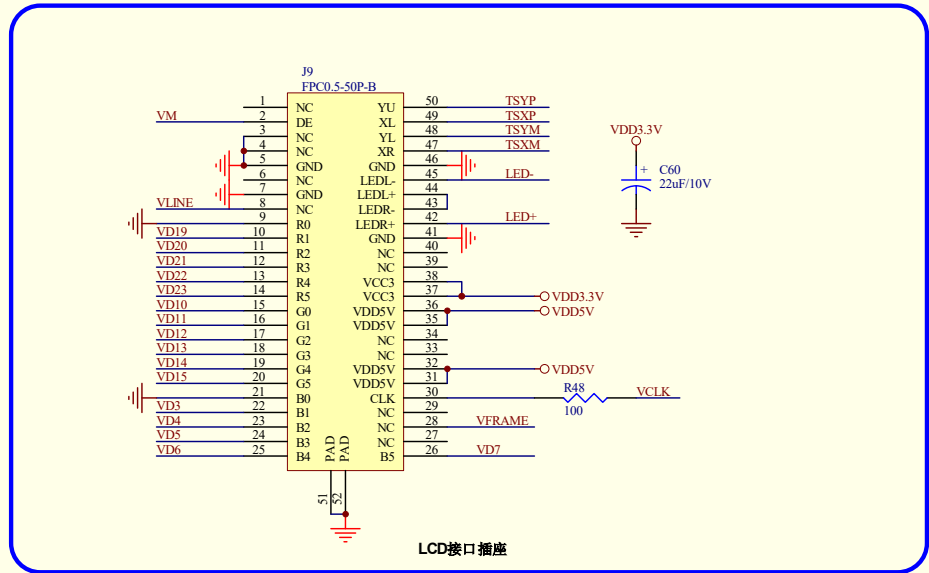 J9
FPC0.5-50P-B
1 NC YU 50 TSYP
VM 2 DE XL 49 TSXP
3 NC YL 48 TSYM
4 NC XR 47 TSXM
5 GND GND 46
6 NC LEDL- 45 LED-
7 GND LEDL+ 44
VLINE 8 NC LEDR- 43
9 R0 LEDR+ 42 LED+
VD19 10 R1 GND 41
VD20 11 R2 NC 40
VD21 12 R3 NC 39
VD22 13 R4 VCC3 38
VD23 14 R5 VCC3 37 VDD3.3V
VD10 15 G0 VDD5V 36 VDD5V
VD11 16 G1 VDD5V 35
VD12 17 G2 NC 34
VD13 18 G3 NC 33
VD14 19 G4 VDD5V 32 VDD5V
VD15 20 G5 VDD5V 31
21 B0 CLK 30 R48 100 VCLK
VD3 22 B1 NC 29
VD4 23 B2 NC 28 VFRAME
VD5 24 B3 NC 27
VD6 25 B4 B5 26 VD7
PAD
PAD
51
52
VDD3.3V
+ C60
22uF/10V
LCD接口插座